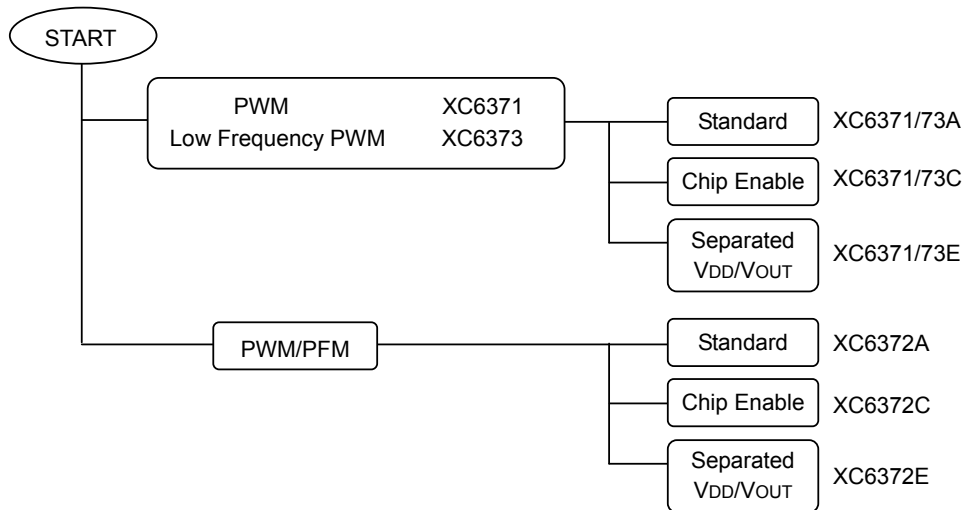 START
PWM XC6371
Low Frequency PWM XC6373
Standard XC6371/73A
Chip Enable XC6371/73C
Separated
VDD/VOUT
XC6371/73E
PWM/PFM
Standard XC6372A
Chip Enable XC6372C
Separated
VDD/VOUT
XC6372E